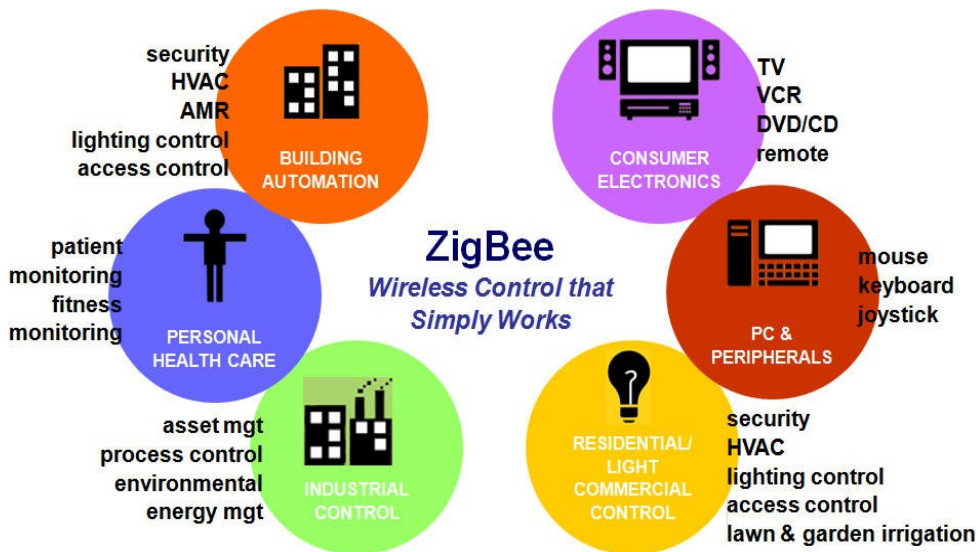 security
HVAC
AMR
lighting control
access control
BUILDING
AUTOMATION
TV
VCR
DVD/CD
remote
CONSUMER
ELECTRONICS
patient
monitoring
fitness
monitoring
PERSONAL
HEALTH CARE
ZigBee
Wireless Control that
Simply Works
mouse
keyboard
joystick
PC &
PERIPHERALS
asset mgt
process control
environmental
energy mgt
INDUSTRIAL
CONTROL
RESIDENTIAL/
LIGHT
COMMERCIAL
CONTROL
security
HVAC
lighting control
access control
lawn & garden irrigation